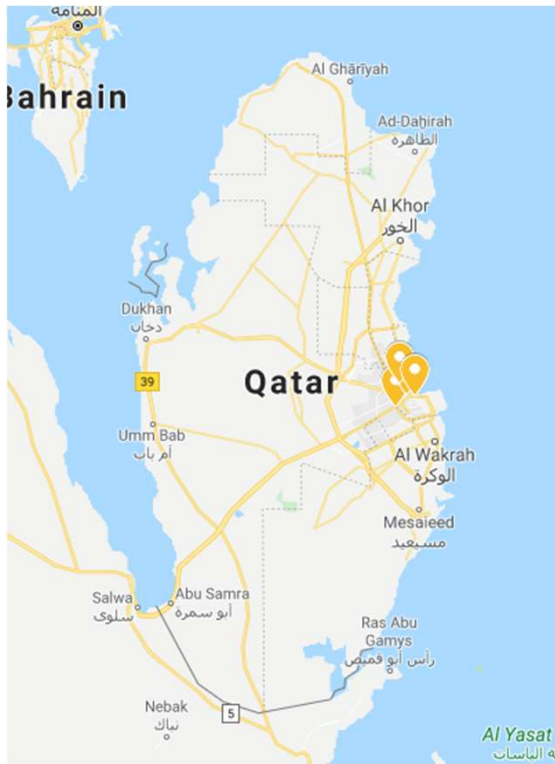 المنامة
Bahrain
Al Ghārīyah
Ad-Dahirah
الظاهرة
Al Khor
الخور
Dukhan
دخان
Qatar
39
Umm Bab
أم باب
Al Wakrah
الوكرة
Mesaieed
مسيعيد
Salwa
سلوى
Abu Samra
أبو سمرة
Ras Abu
Gamys
رأس أبو قميص
Nebak
نباك
5
Al Yasat
الياسات